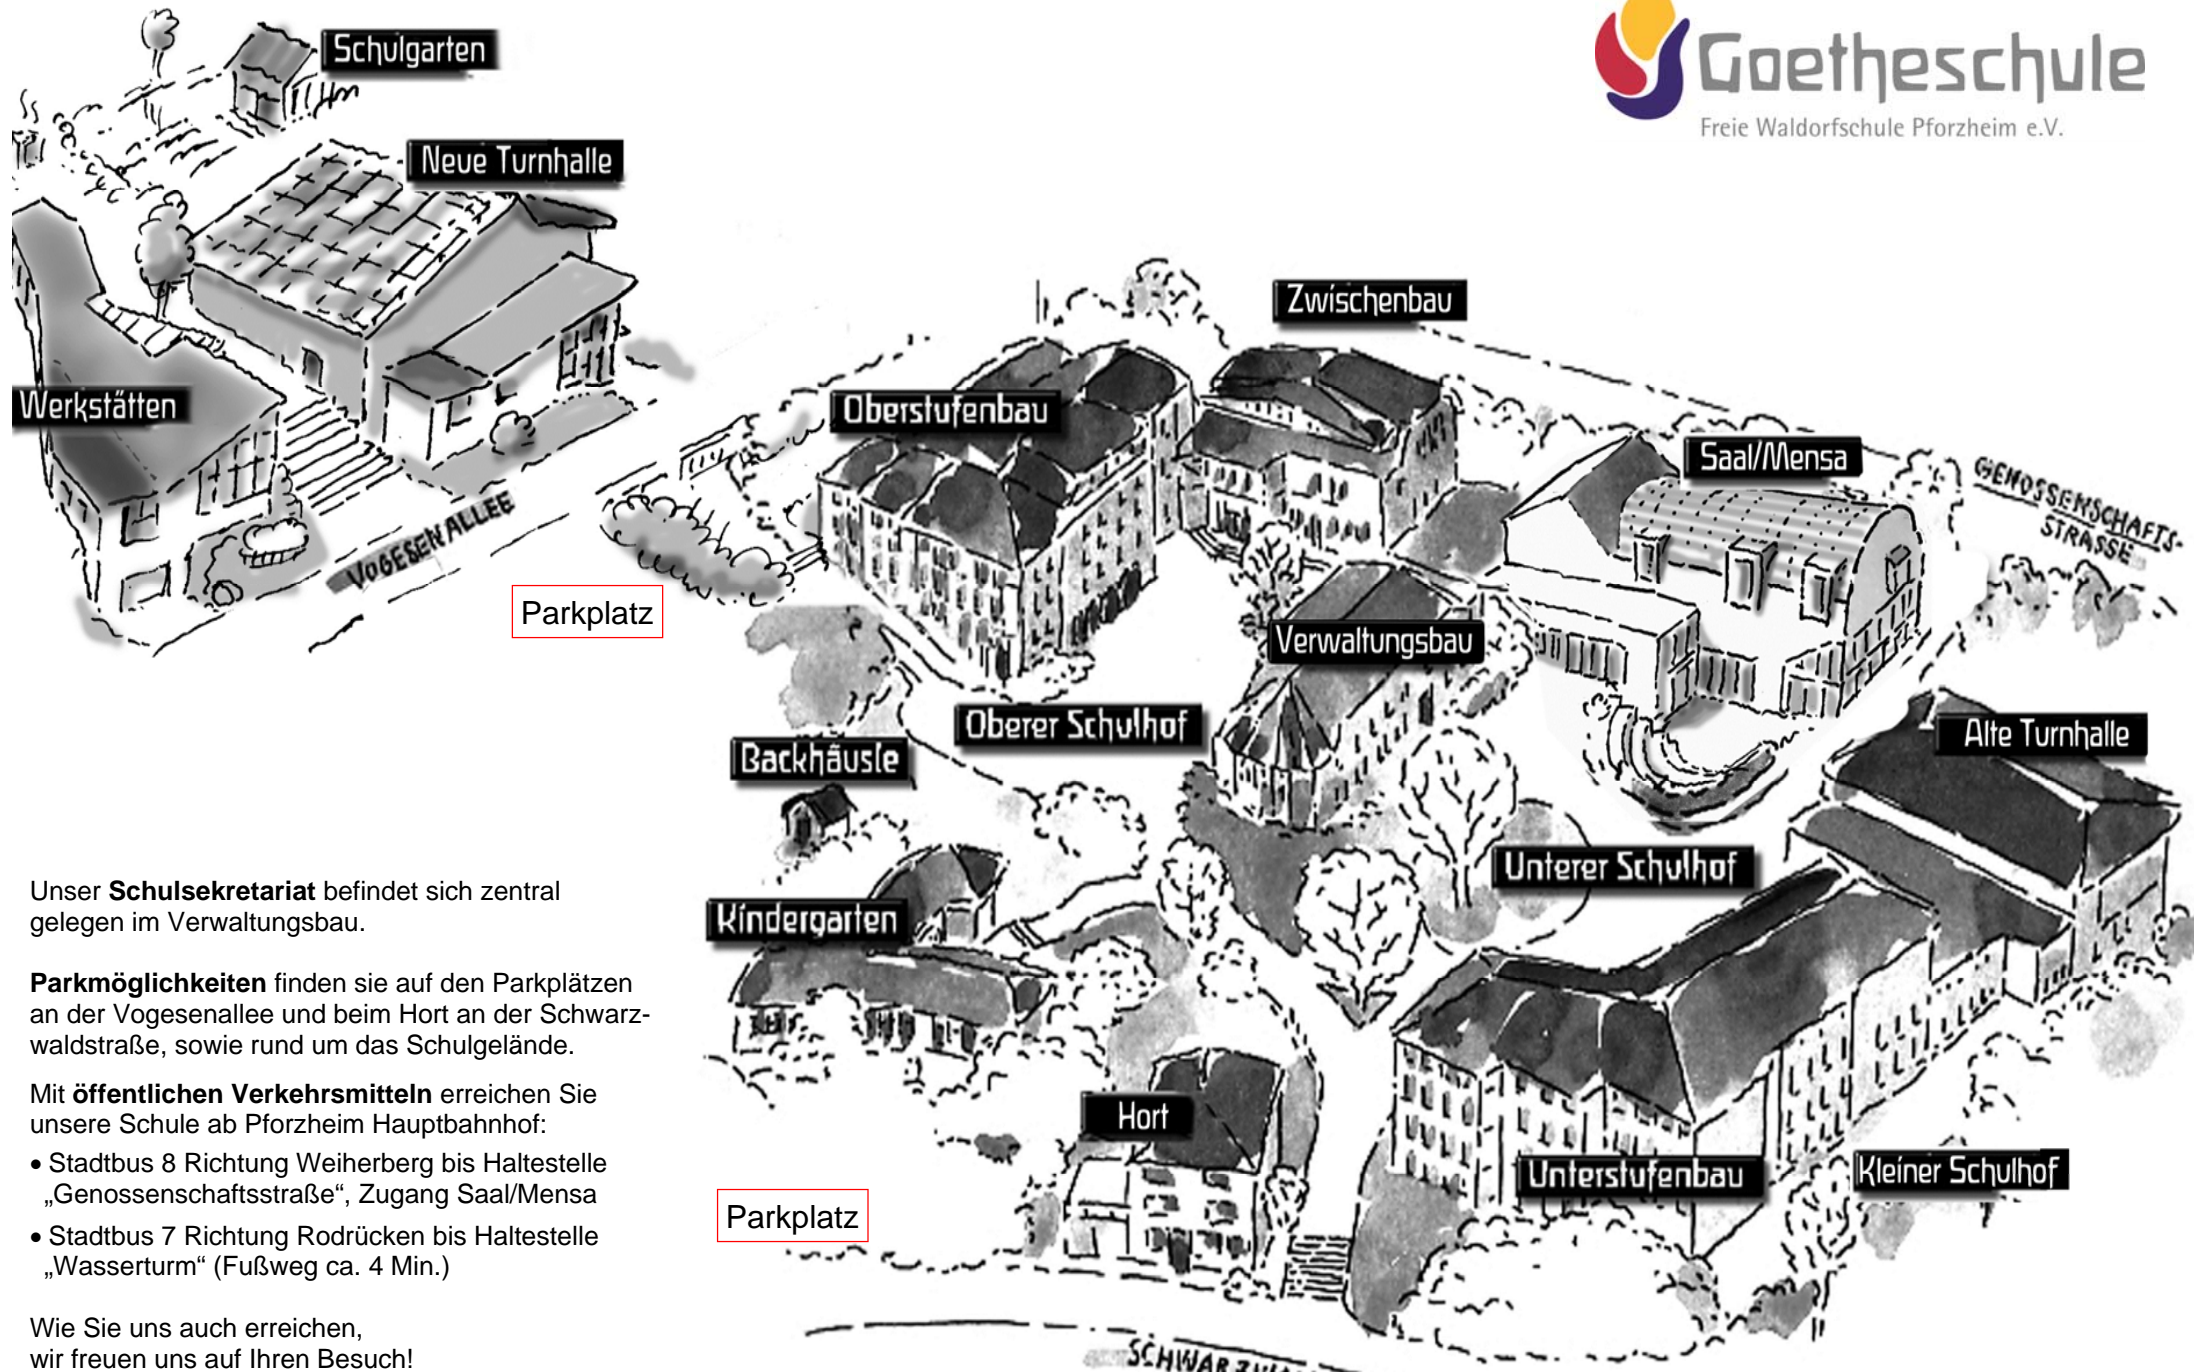 Schulgarten
Goetheschule
Freie Waldorfschule Pforzheim e.V.
Neue Turnhalle
Zwischenbau
Werkstätten
Oberstufenbau
Saal/Mensa
GENOSSENSCHAFTS-
STRASSE
VOGESENALLEE
Parkplatz
Verwaltungsbau
Oberer Schulhof
Alte Turnhalle
Backhäusle
Unterer Schulhof
Kindergarten
Unser Schulsekretariat befindet sich zentral
gelegen im Verwaltungsbau.
Parkmöglichkeiten finden sie auf den Parkplätzen
an der Vogesenallee und beim Hort an der Schwarz-
waldstraße, sowie rund um das Schulgelände.
Mit öffentlichen Verkehrsmitteln erreichen Sie
unsere Schule ab Pforzheim Hauptbahnhof:
• Stadtbus 8 Richtung Weiherberg bis Haltestelle
„Genossenschaftsstraße“, Zugang Saal/Mensa
• Stadtbus 7 Richtung Rodrücken bis Haltestelle
„Wasserturm“ (Fußweg ca. 4 Min.)
Wie Sie uns auch erreichen,
wir freuen uns auf Ihren Besuch!
Hort
Unterstufenbau
Kleiner Schulhof
Parkplatz